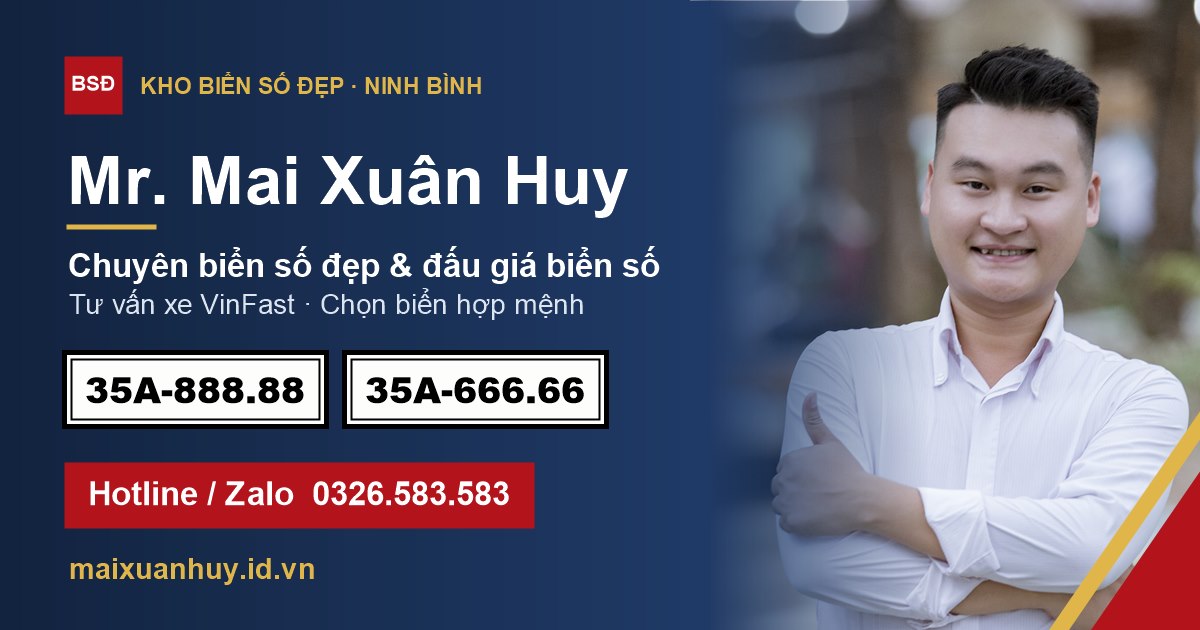 BSĐ
KHO BIỂN SỐ ĐẸP · NINH BÌNH
Mr. Mai Xuân Huy
Chuyên biển số đẹp & đấu giá biển số
Tư vấn xe VinFast · Chọn biển hợp mệnh
35A-888.88
35A-666.66
Hotline / Zalo 0326.583.583
maixuanhuy.id.vn